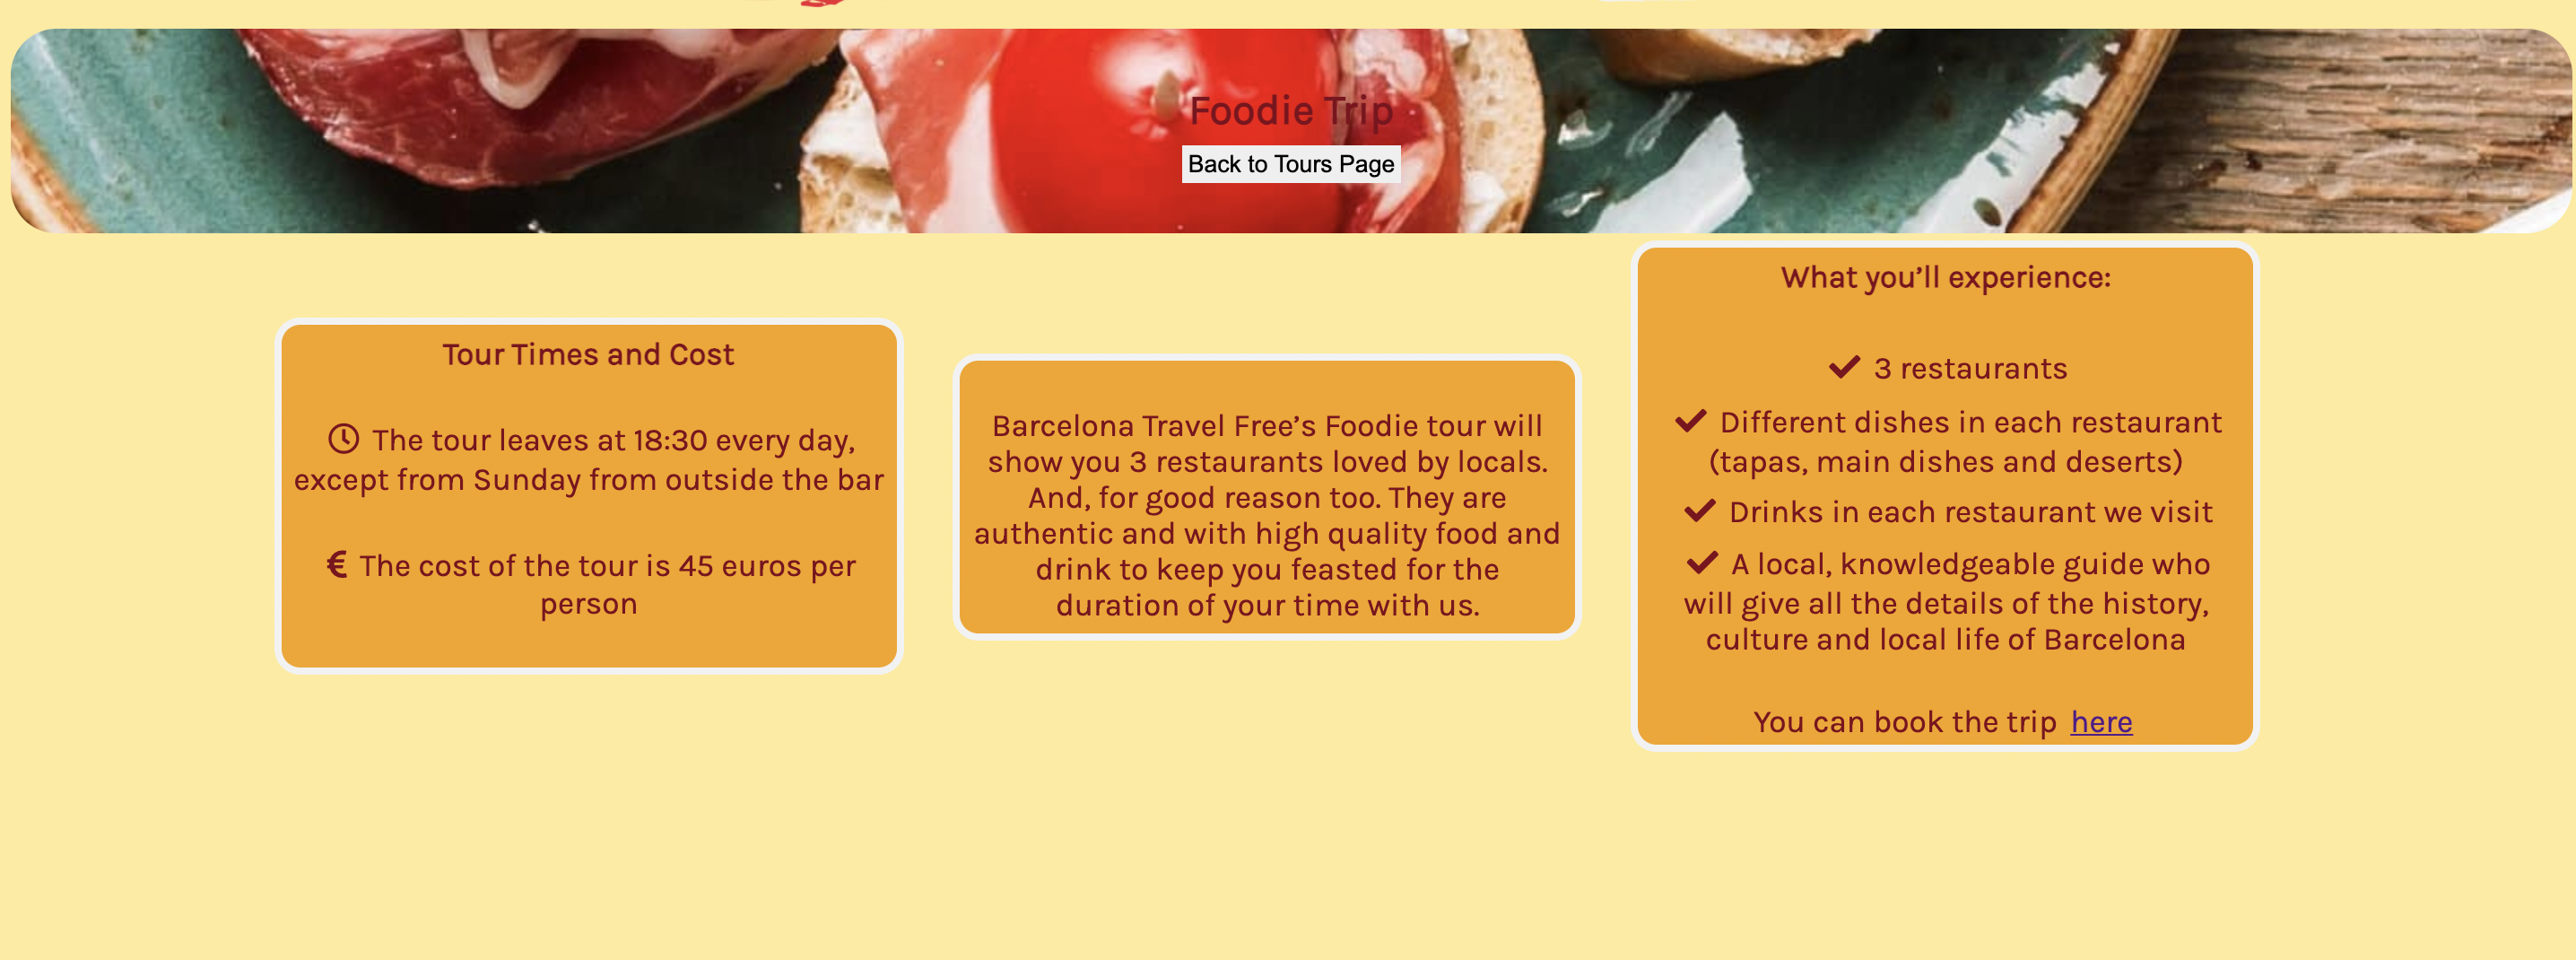 Foodie Trip
Back to Tours Page
Tour Times and Cost
The tour leaves at 18:30 every day,
except from Sunday from outside the bar
€ The cost of the tour is 45 euros per
person
Barcelona Travel Free’s Foodie tour will
show you 3 restaurants loved by locals.
And, for good reason too. They are
authentic and with high quality food and
drink to keep you feasted for the
duration of your time with us.
What you’ll experience:
3 restaurants
Different dishes in each restaurant
(tapas, main dishes and deserts)
Drinks in each restaurant we visit
A local, knowledgeable guide who
will give all the details of the history,
culture and local life of Barcelona
You can book the trip here